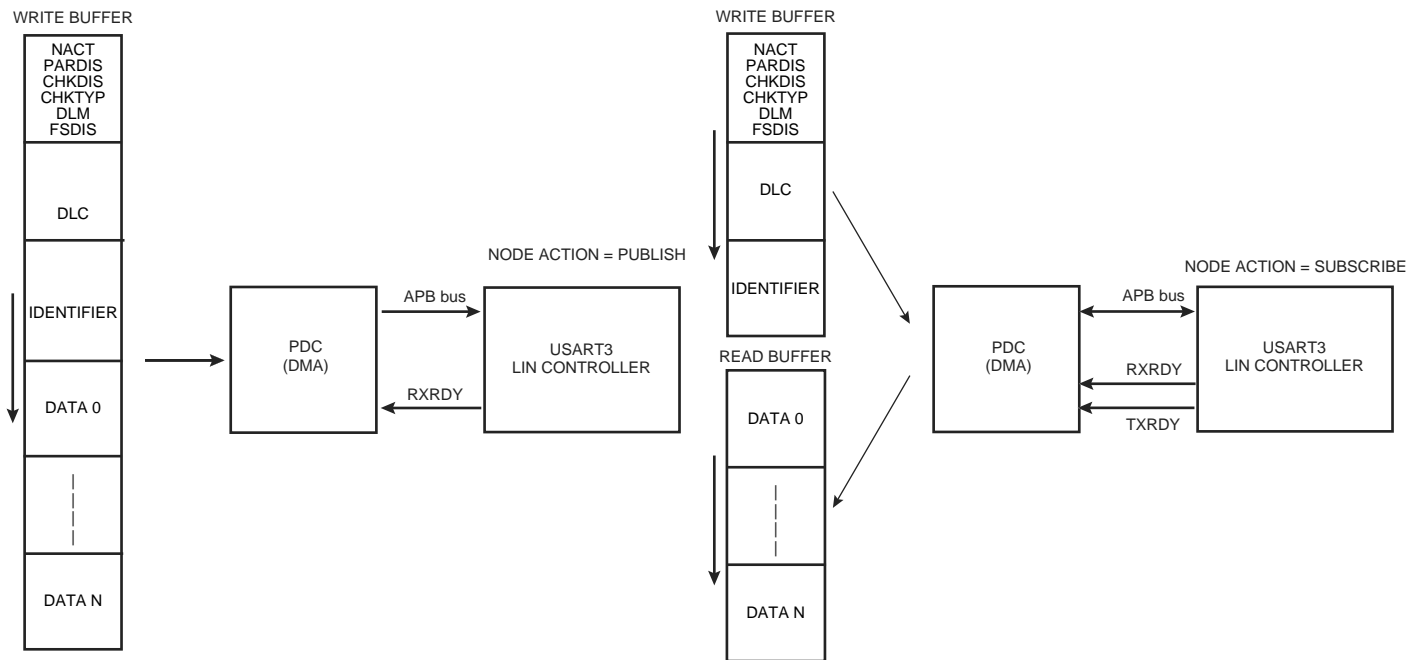 WRITE BUFFER
NACT
PARDIS
CHKDIS
CHKTYP
DLM
FSDIS
DLC
IDENTIFIER
DATA 0
DATA N
PDC
(DMA)
APB bus
RXRDY
NODE ACTION = PUBLISH
USART3
LIN CONTROLLER
WRITE BUFFER
NACT
PARDIS
CHKDIS
CHKTYP
DLM
FSDIS
DLC
IDENTIFIER
READ BUFFER
DATA 0
DATA N
PDC
(DMA)
APB bus
RXRDY
TXRDY
NODE ACTION = SUBSCRIBE
USART3
LIN CONTROLLER